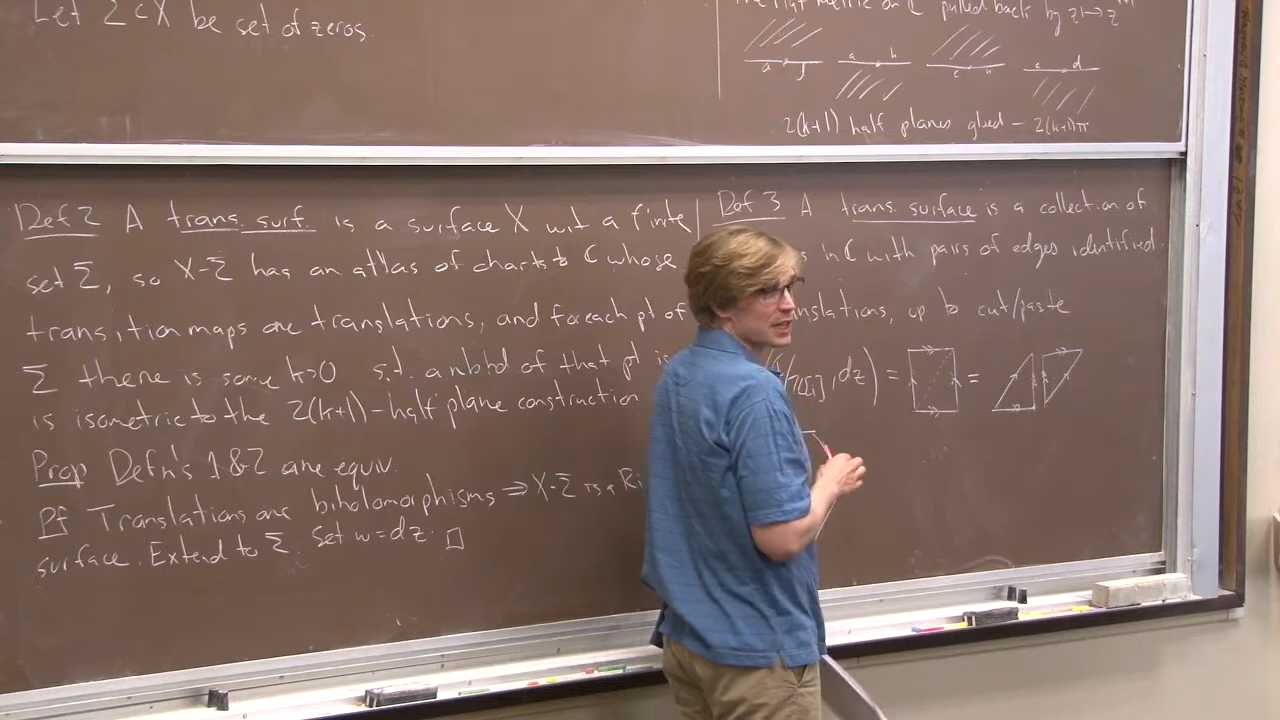 Let Σ ⊂ X be set of zeros.
flat metric on C pulled back by z ↦ z
a
a b
c
c d
2(k+1) half planes glued – 2(k+1)π
Def 2 A trans. surf. is a surface X wit a finite
set Σ, so X-Σ has an atlas of charts to C whose
transition maps are translations, and for each pt of
Σ there is some k>0 s.t. a nbhd of that pt is
is isometric to the 2(k+1)-half plane construction
Prop Defn's 1 & 2 are equiv.
Pf Translations are biholomorphisms ⇒ X-Σ is a Ri
surface. Extend to Σ. Set w=dz. □
Def 3 A trans. surface is a collection of
in C with pairs of edges identified
nslations, up to cut/paste
[i], dz) = =